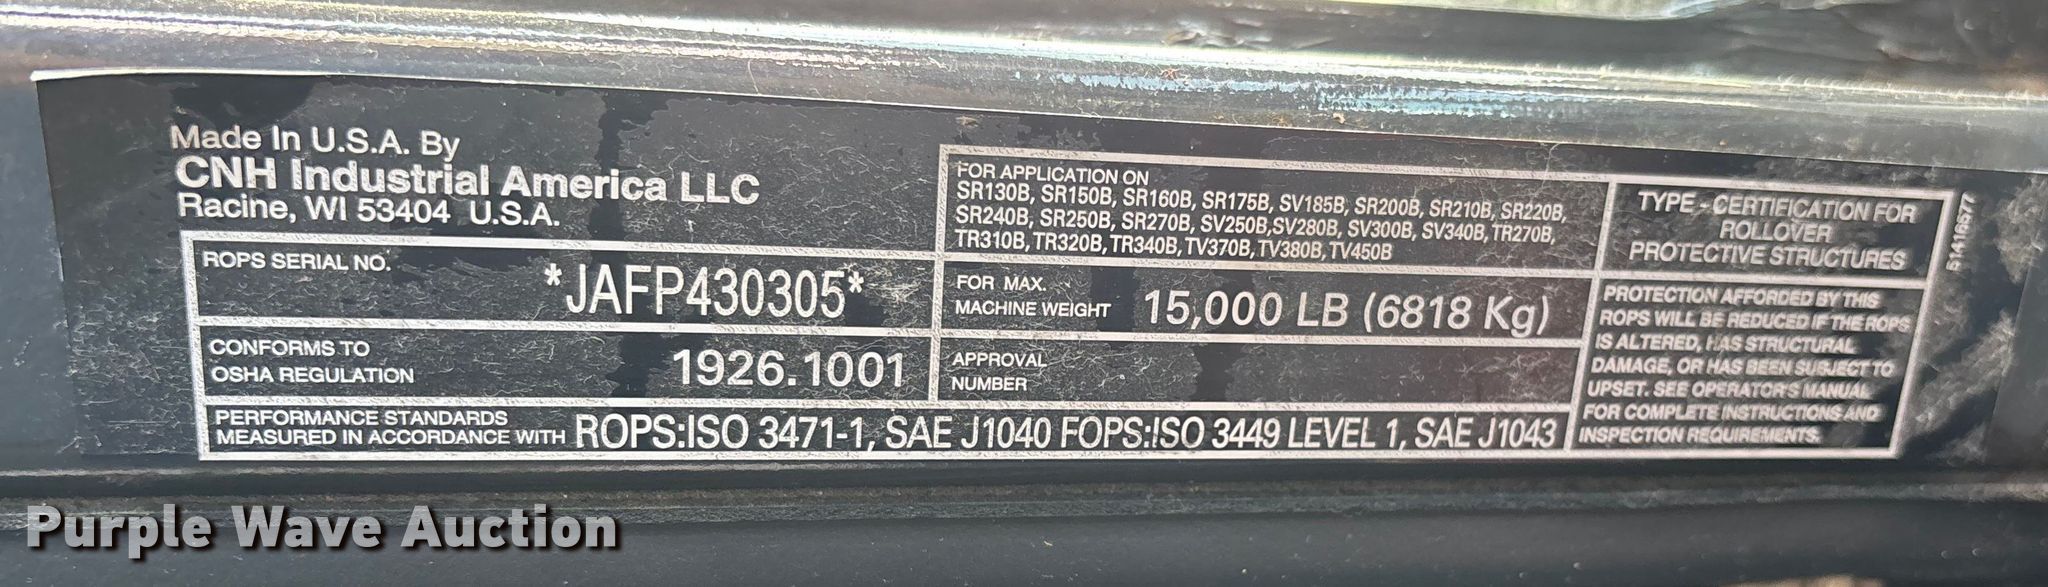 Made In U.S.A. By
CNH Industrial America LLC
Racine, WI 53404 U.S.A.
ROPS SERIAL NO.
*JAFP430305*
CONFORMS TO
OSHA REGULATION
1926.1001
FOR APPLICATION ON
SR130B, SR150B, SR160B, SR175B, SV185B, SR200B, SR210B, SR220B,
SR240B, SR250B, SR270B, SV250B,SV280B, SV300B, SV340B, TR270B,
TR310B, TR320B, TR340B, TV370B, TV380B, TV450B
FOR MAX.
MACHINE WEIGHT
15,000 LB (6818 Kg)
APPROVAL
NUMBER
PERFORMANCE STANDARDS
MEASURED IN ACCORDANCE WITH
ROPS:ISO 3471-1, SAE J1040 FOPS:ISO 3449 LEVEL 1, SAE J1043
TYPE - CERTIFICATION FOR
ROLLOVER
PROTECTIVE STRUCTURES
PROTECTION AFFORDED BY THIS
ROPS WILL BE REDUCED IF THE ROPS
IS ALTERED, HAS STRUCTURAL
DAMAGE, OR HAS BEEN SUBJECT TO
UPSET. SEE OPERATOR'S MANUAL
FOR COMPLETE INSTRUCTIONS AND
INSPECTION REQUIREMENTS.
51416577
Purple Wave Auction